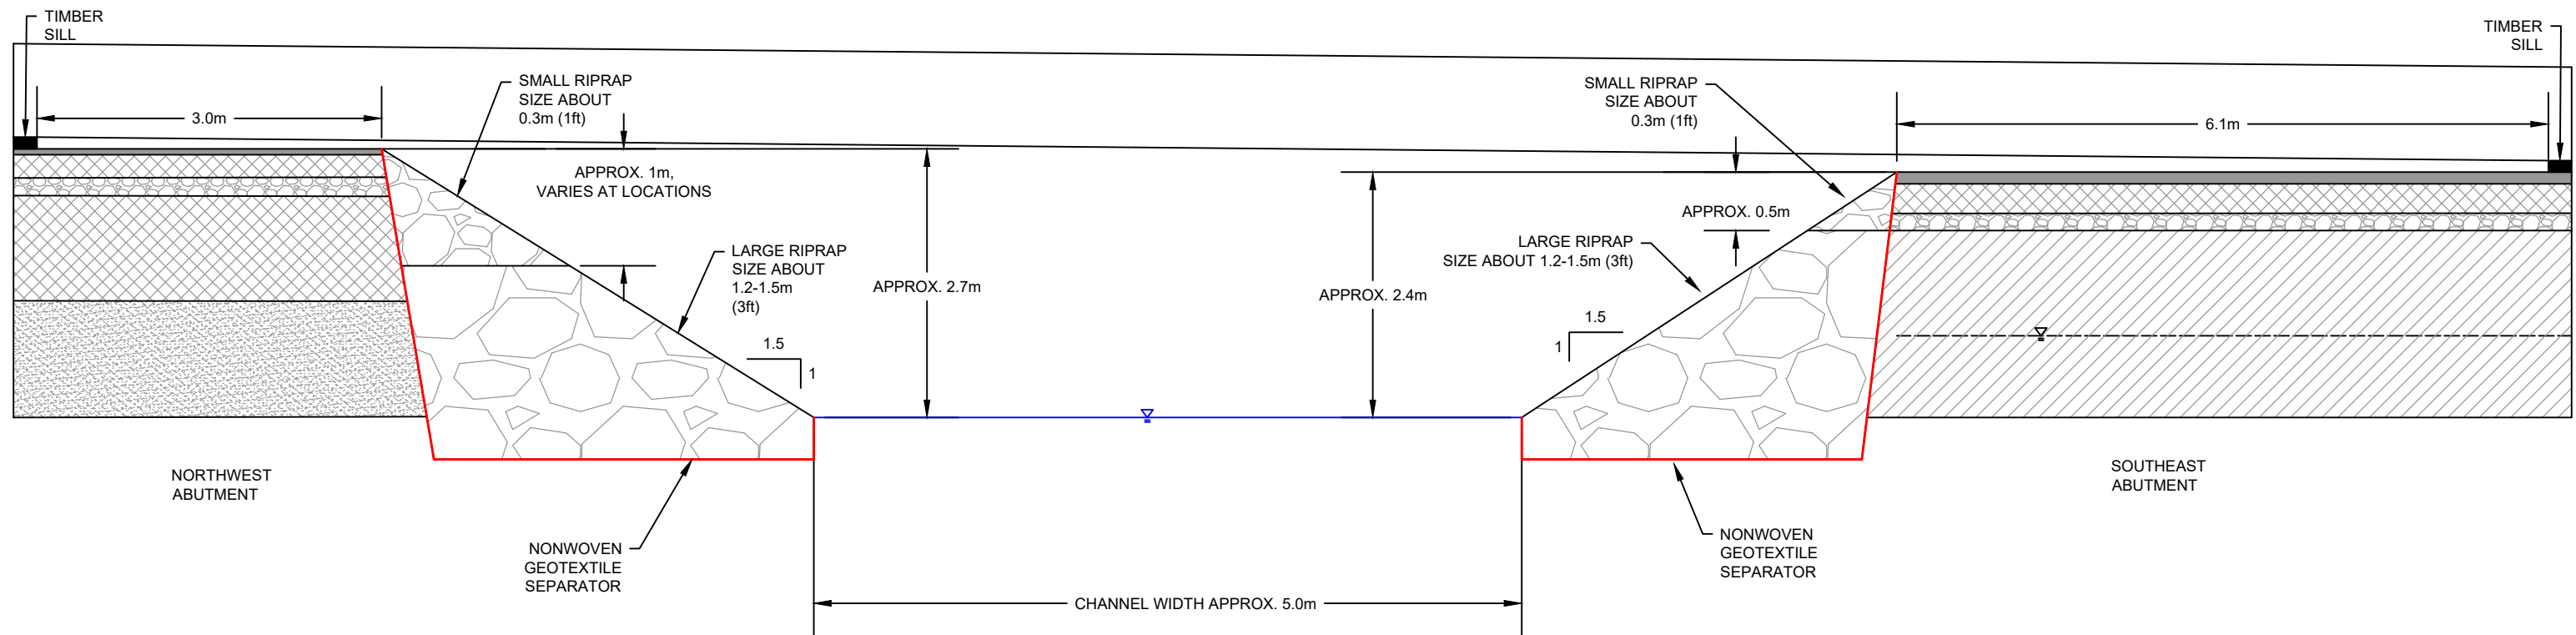 TIMBER
SILL
TIMBER
SILL
SMALL RIPRAP
SIZE ABOUT
0.3m (1ft)
SMALL RIPRAP
SIZE ABOUT
0.3m (1ft)
3.0m
6.1m
APPROX. 1m,
VARIES AT LOCATIONS
APPROX. 0.5m
LARGE RIPRAP
SIZE ABOUT
1.2-1.5m
(3ft)
LARGE RIPRAP
SIZE ABOUT 1.2-1.5m (3ft)
APPROX. 2.7m
APPROX. 2.4m
1.5
1
1.5
1
NORTHWEST
ABUTMENT
SOUTHEAST
ABUTMENT
NONWOVEN
GEOTEXTILE
SEPARATOR
NONWOVEN
GEOTEXTILE
SEPARATOR
CHANNEL WIDTH APPROX. 5.0m